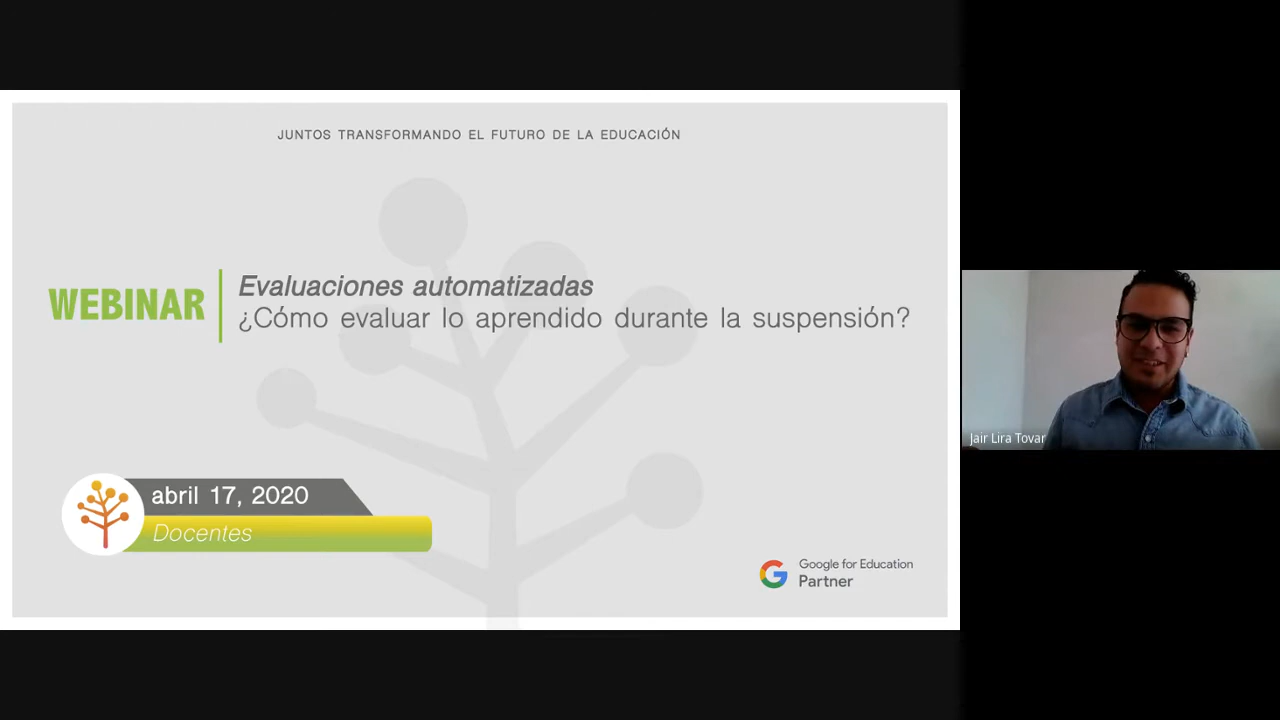 JUNTOS TRANSFORMANDO EL FUTURO DE LA EDUCACIÓN
WEBINAR
Evaluaciones automatizadas
¿Cómo evaluar lo aprendido durante la suspensión?
abril 17, 2020
Docentes
Google for Education
Partner
Jair Lira Tovar